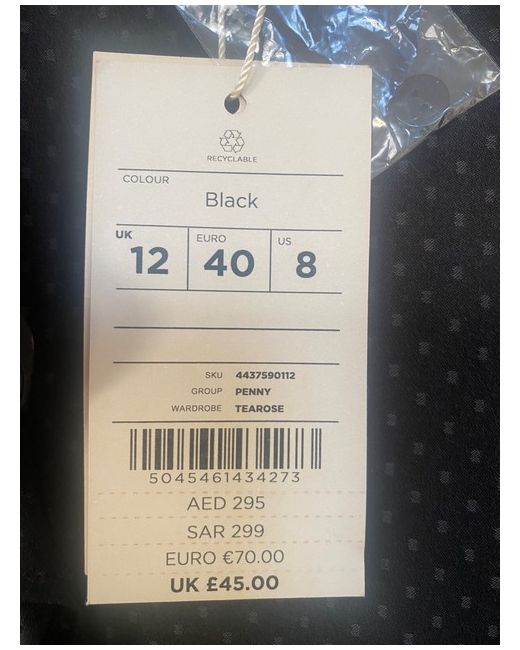 RECYCLABLE
COLOUR
Black
UK 12 EURO 40 US 8
SKU 4437590112
GROUP PENNY
WARDROBE TEAROSE
5045461434273
AED 295
SAR 299
EURO €70.00
UK £45.00